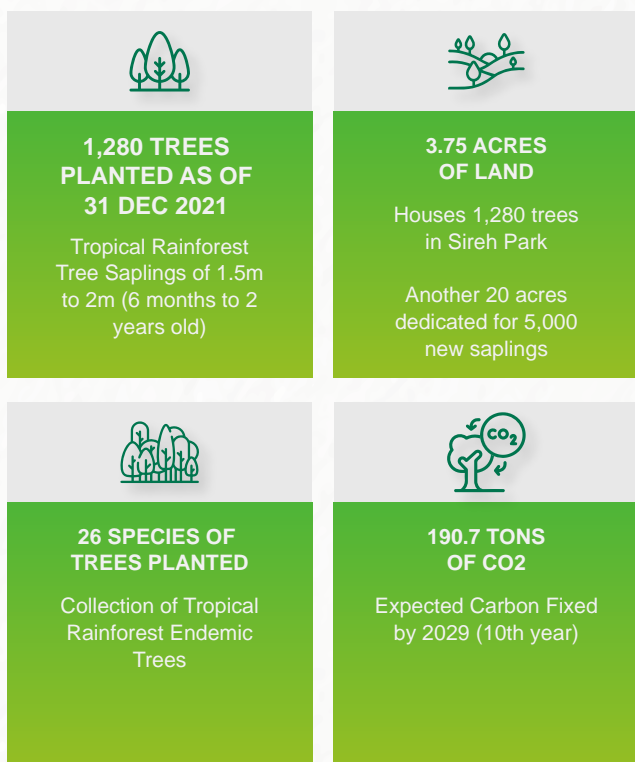 1,280 TREES
PLANTED AS OF
31 DEC 2021
Tropical Rainforest
Tree Saplings of 1.5m
to 2m (6 months to 2
years old)
3.75 ACRES
OF LAND
Houses 1,280 trees
in Sireh Park
Another 20 acres
dedicated for 5,000
new saplings
26 SPECIES OF
TREES PLANTED
Collection of Tropical
Rainforest Endemic
Trees
CO2
190.7 TONS
OF CO2
Expected Carbon Fixed
by 2029 (10th year)